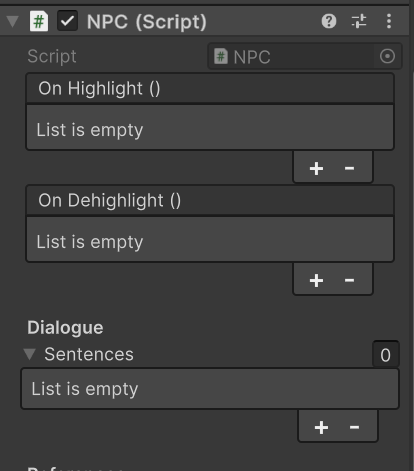 NPC (Script)
Script NPC
On Highlight ()
List is empty
+ -
On Dehighlight ()
List is empty
+ -
Dialogue
Sentences 0
List is empty
+ -